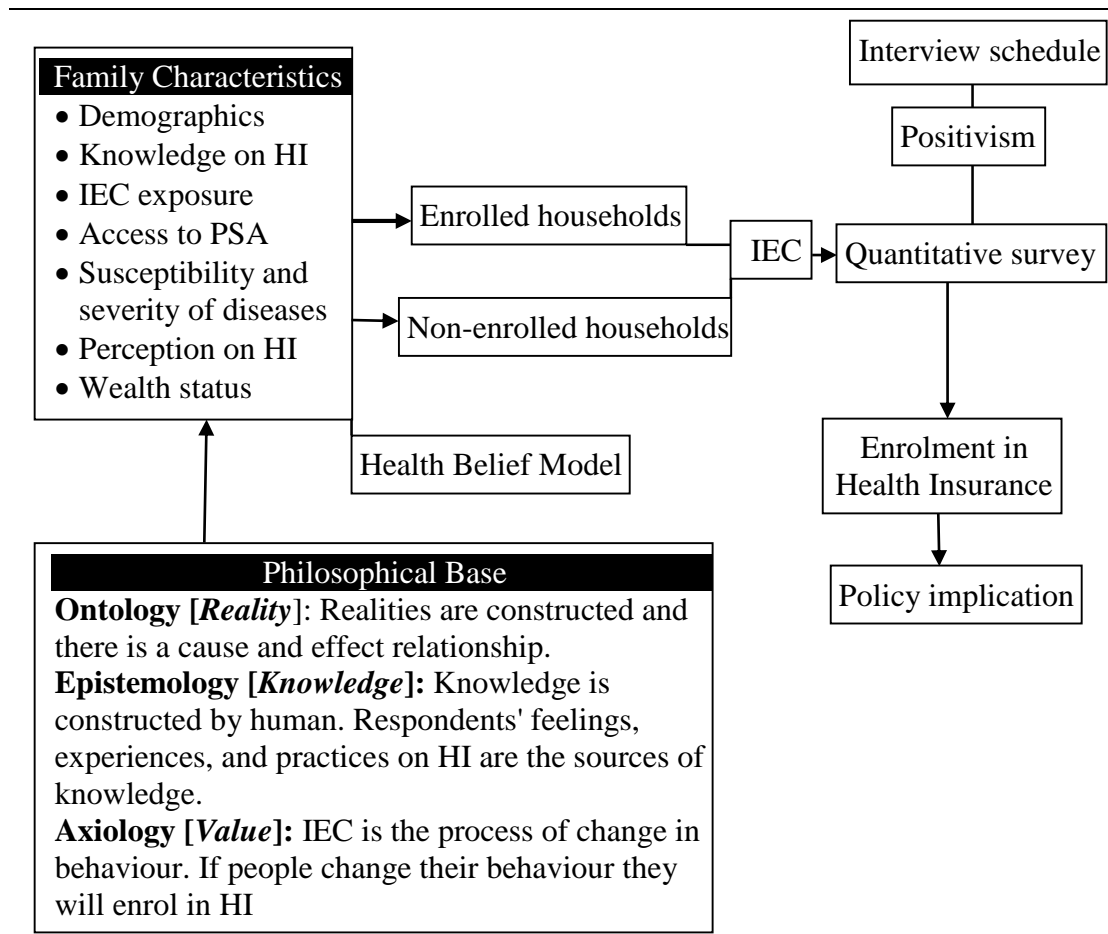 Family Characteristics
• Demographics
• Knowledge on HI
• IEC exposure
• Access to PSA
• Susceptibility and
severity of diseases
• Perception on HI
• Wealth status
Enrolled households
Non-enrolled households
Health Belief Model
IEC
Interview schedule
Positivism
Quantitative survey
Enrolment in
Health Insurance
Policy implication
Philosophical Base
Ontology [Reality]: Realities are constructed and
there is a cause and effect relationship.
Epistemology [Knowledge]: Knowledge is
constructed by human. Respondents' feelings,
experiences, and practices on HI are the sources of
knowledge.
Axiology [Value]: IEC is the process of change in
behaviour. If people change their behaviour they
will enrol in HI